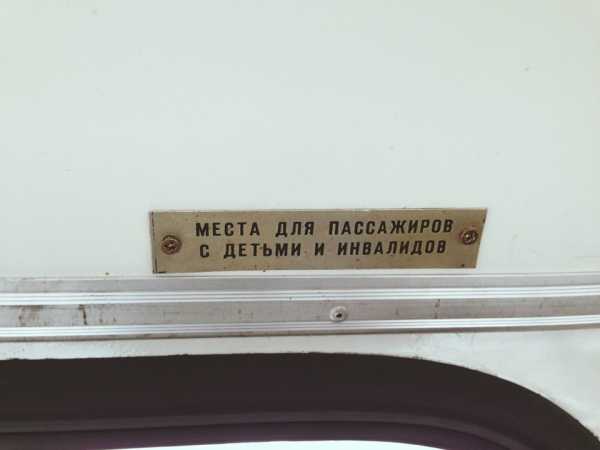 МЕСТА ДЛЯ ПАССАЖИРОВ
С ДЕТЬМИ И ИНВАЛИДОВ